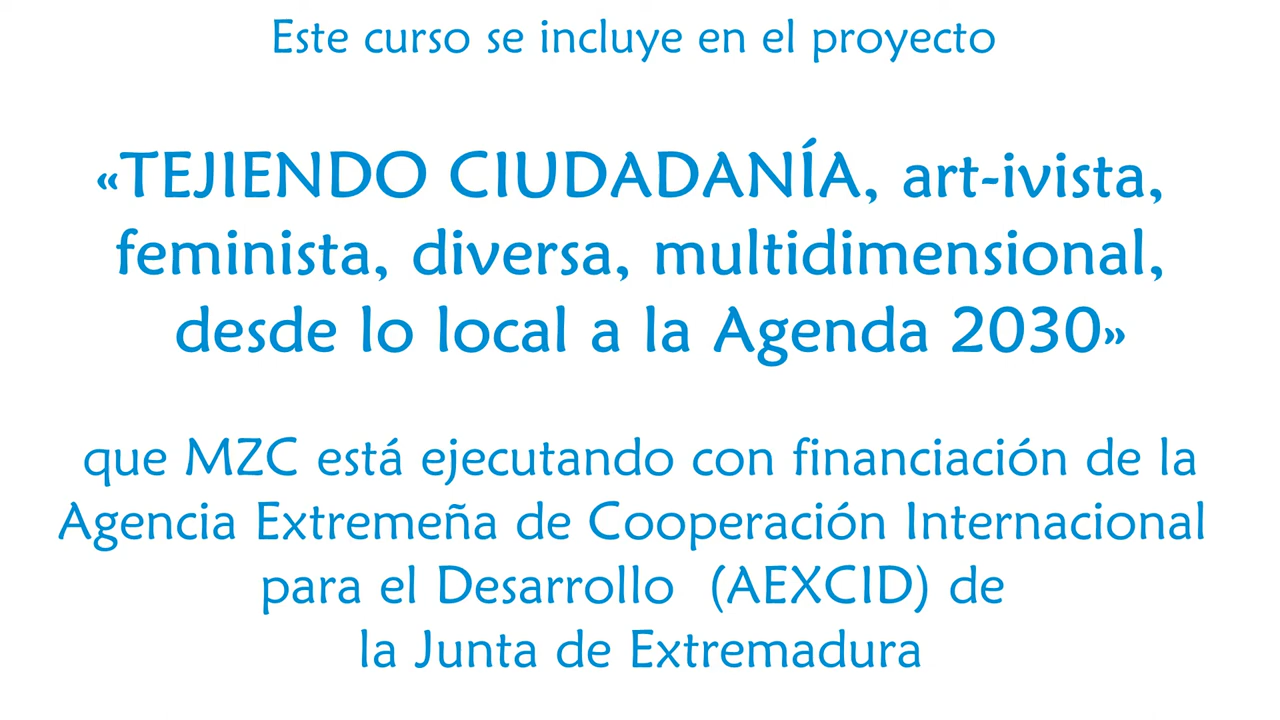 Este curso se incluye en el proyecto
«TEJIENDO CIUDADANÍA, art-ivista,
feminista, diversa, multidimensional,
desde lo local a la Agenda 2030»
que MZC está ejecutando con financiación de la
Agencia Extremeña de Cooperación Internacional
para el Desarrollo (AEXCID) de
la Junta de Extremadura